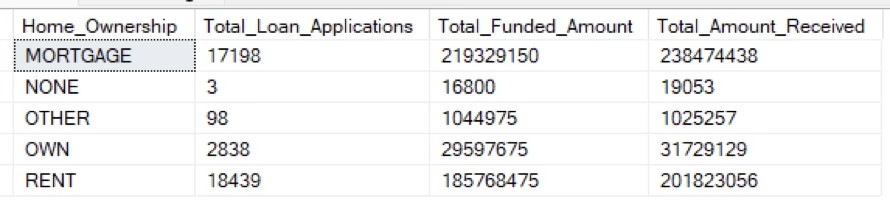 Home_Ownership Total_Loan_Applications Total_Funded_Amount Total_Amount_Received
MORTGAGE 17198 219329150 238474438
NONE 3 16800 19053
OTHER 98 1044975 1025257
OWN 2838 29597675 31729129
RENT 18439 185768475 201823056